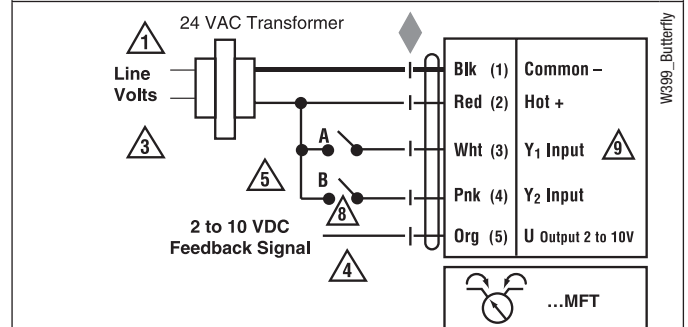 24 VAC Transformer
1
Line
Volts
3
Blk (1) Common –
Red (2) Hot +
A
Wht (3) Y₁ Input 9
5
B
Pnk (4) Y₂ Input
8
2 to 10 VDC
Feedback Signal
Org (5) U Output 2 to 10V
4
...MFT
W399_Butterfly